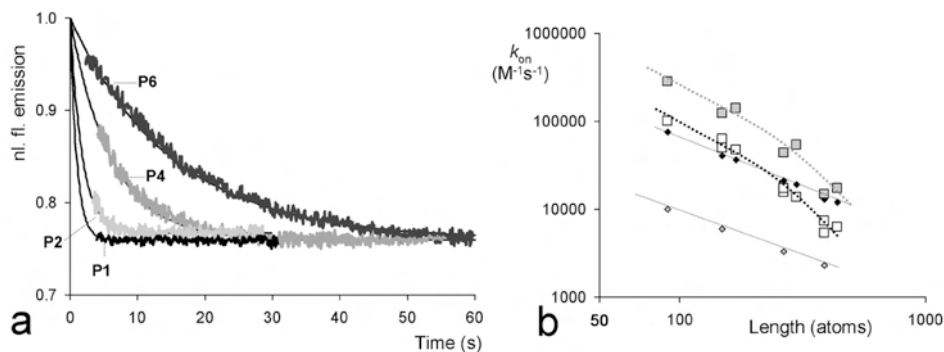 1.0
0.9
0.8
0.7
nl. fl. emission
P6
P4
P2
P1
0 10 20 30 40 50 60
Time (s)
a
1000000
100000
10000
1000
kon
(M-1s-1)
50 100 1000
Length (atoms)
b